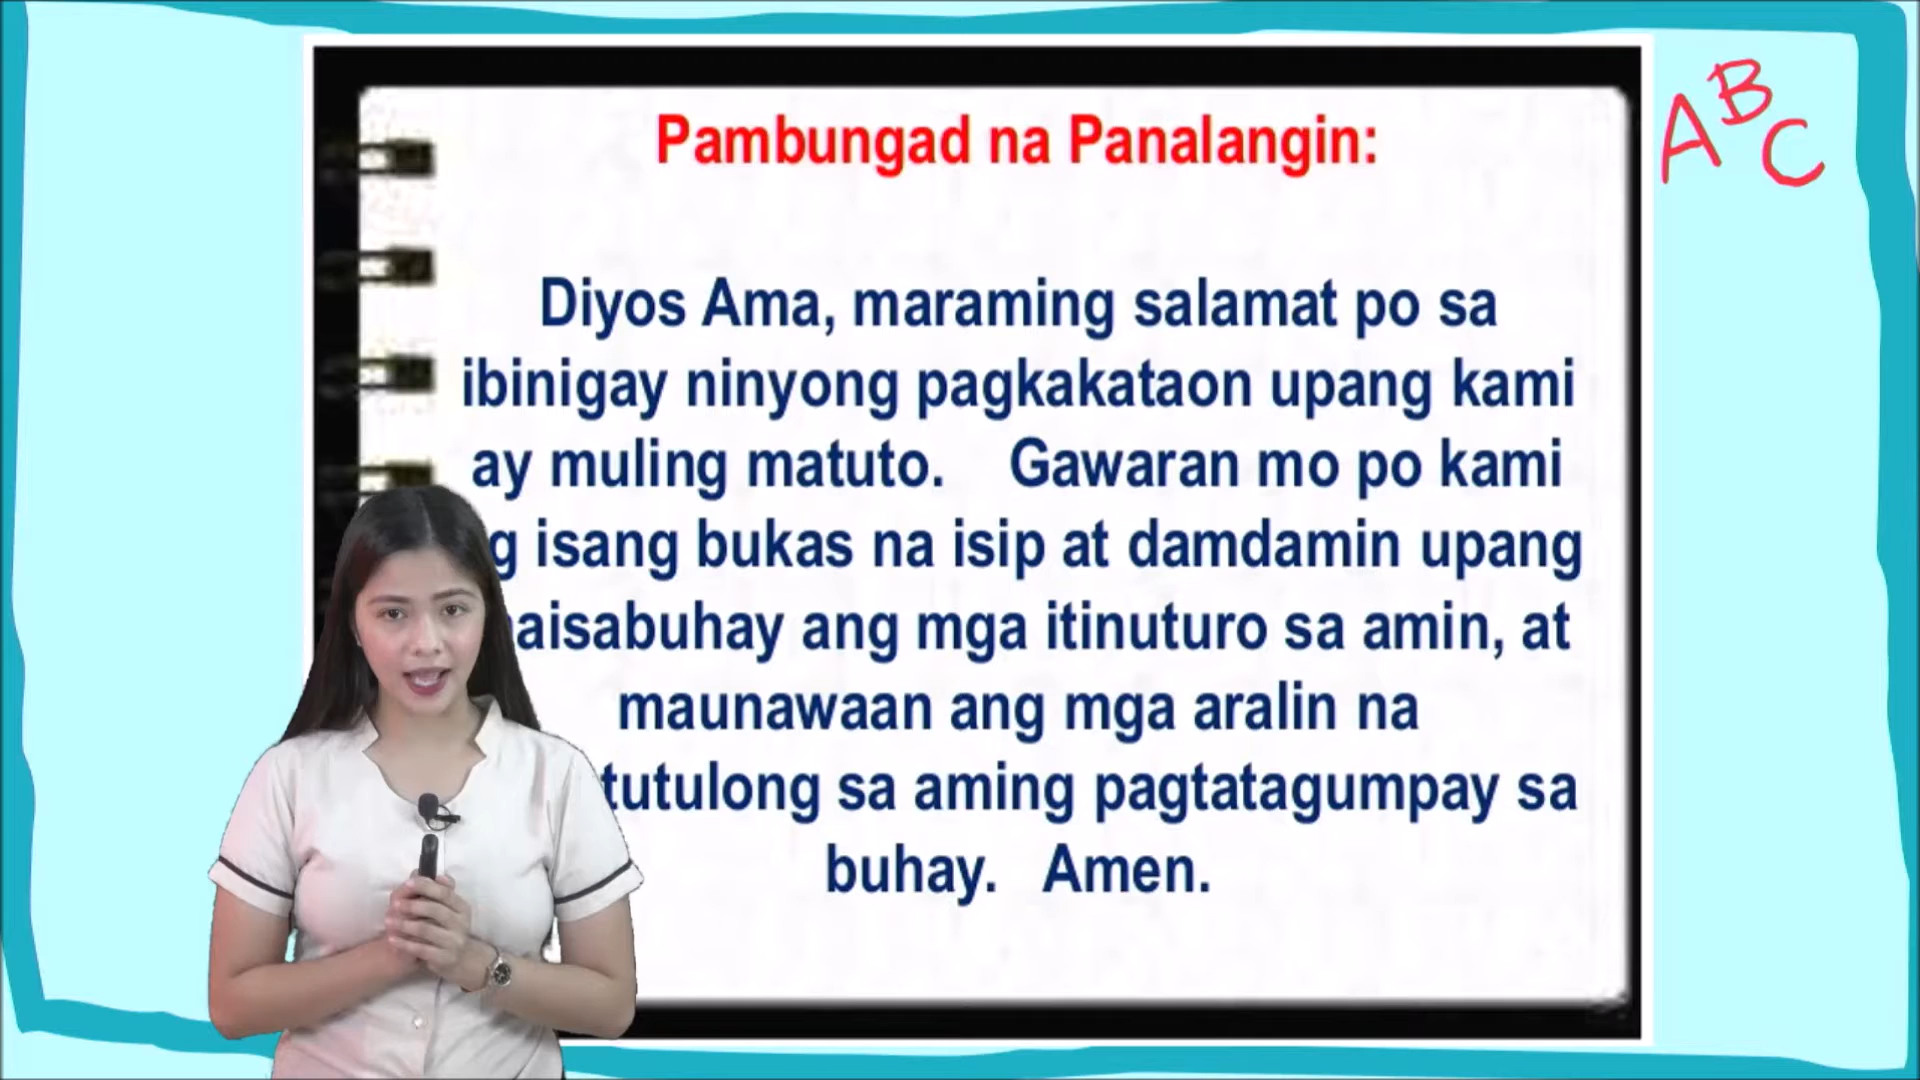 Pambungad na Panalangin:
A B C
Diyos Ama, maraming salamat po sa
ibinigay ninyong pagkakataon upang kami
ay muling matuto. Gawaran mo po kami
isang bukas na isip at damdamin upang
ang mga itinuturo sa amin, at
maunawaan ang mga aralin na
sa aming pagtatagumpay sa
buhay. Amen.